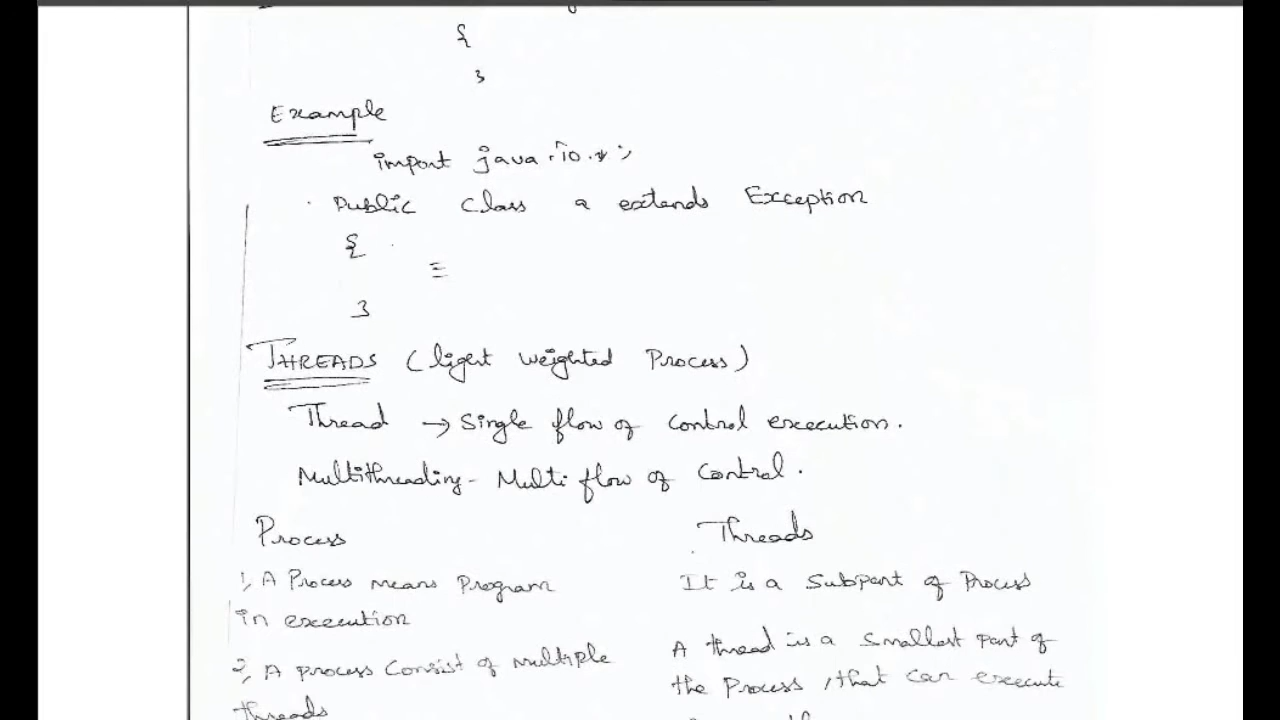 {
}
Example
import java.io.*;
Public Class a extends Exception
{
}
THREADS (light weighted Process)
Thread → Single flow of control execution.
Multithreading - Multi flow of control.
Process
1, A Process means Program
in execution
2, A process Consist of multiple
threads
Threads
It is a Subpart of Process
A thread is a smallest part of
the Process, that can execute